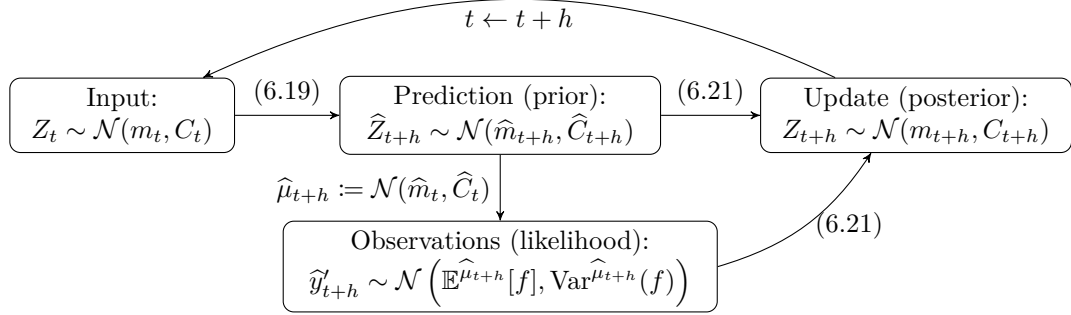 t ← t + h
Input:
Z_t ∼ 𝒩(m_t, C_t)
(6.19)
Prediction (prior):
Ẑ_{t+h} ∼ 𝒩(m̂_{t+h}, Ĉ_{t+h})
(6.21)
Update (posterior):
Z_{t+h} ∼ 𝒩(m_{t+h}, C_{t+h})
μ̂_{t+h} := 𝒩(m̂_t, Ĉ_t)
(6.21)
Observations (likelihood):
ŷ′_{t+h} ∼ 𝒩(𝔼^{μ̂_{t+h}}[f], Var^{μ̂_{t+h}}(f))